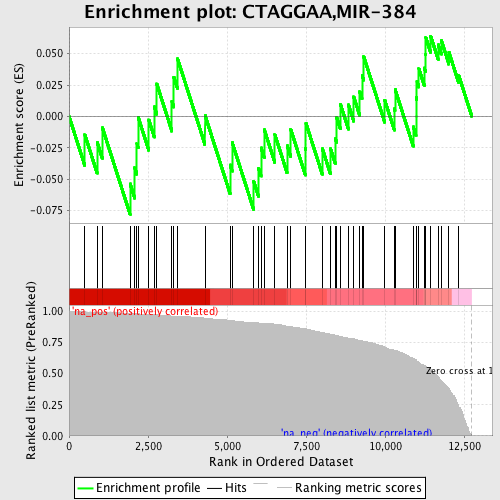 Enrichment plot: CTAGGAA,MIR-384
Enrichment score (ES)
0.050
0.025
0.000
-0.025
-0.050
-0.075
'na_pos' (positively correlated)
Ranked list metric (PreRanked)
1.00
0.75
0.50
0.25
0.00
Zero cross at 1
'na_neg' (negatively correlated)
0
2,500
5,000
7,500
10,000
12,500
Rank in Ordered Dataset
Enrichment profile
Hits
Ranking metric scores